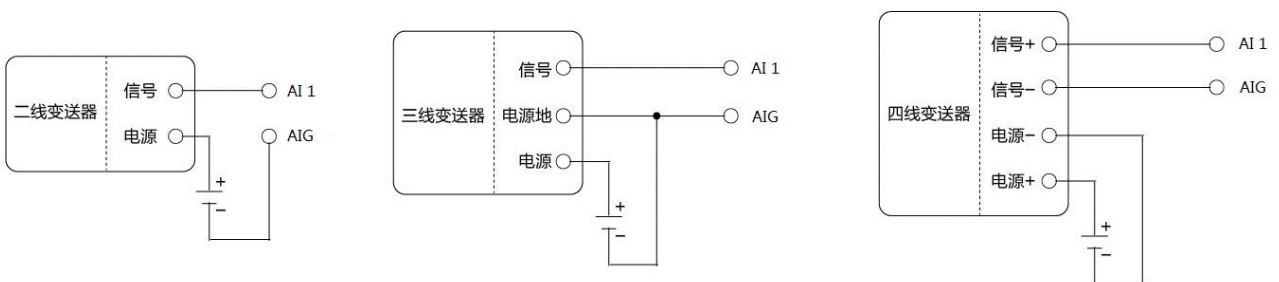 二线变送器
信号
AI 1
电源
AIG
+
−
三线变送器
信号
AI 1
电源地
AIG
电源
+
−
四线变送器
信号+
AI 1
信号−
AIG
电源−
电源+
+
−